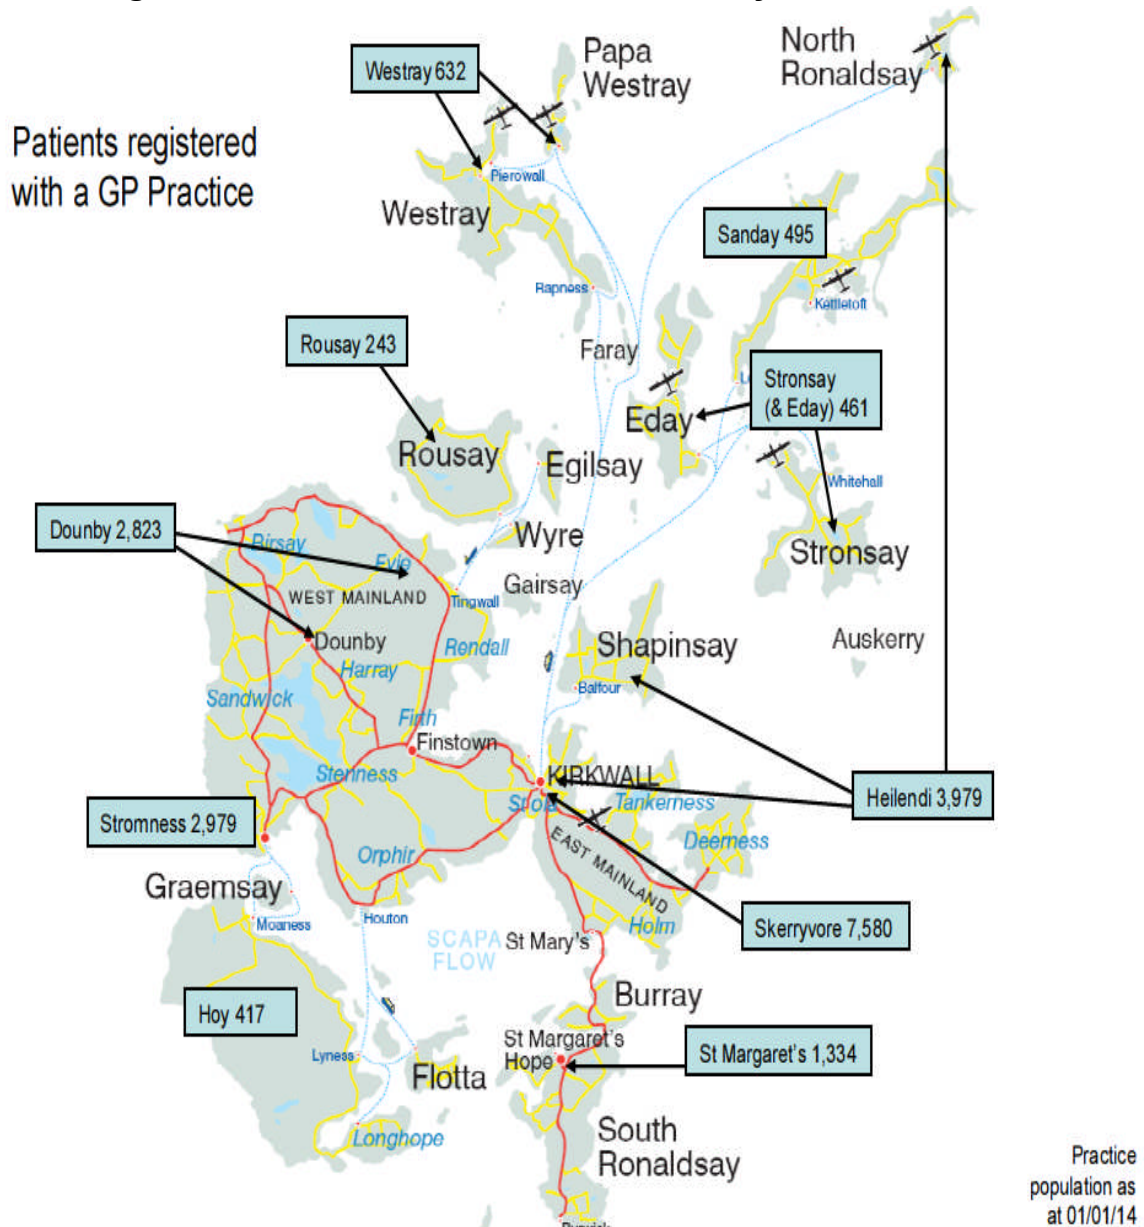 Papa
Westray
North
Ronaldsay
Westray 632
Patients registered
with a GP Practice
Pierowall
Westray
Sanday 495
Rapness
Kettletoft
Rousay 243
Faray
Stronsay
(& Eday) 461
Eday
Rousay
Egilsay
Whitehall
Dounby 2,823
Wyre
Birsay
Evie
Stronsay
Gairsay
WEST MAINLAND
Tingwall
Dounby
Rendall
Shapinsay
Auskerry
Harray
Balfour
Sandwick
Firth
Finstown
Stenness
KIRKWALL
Heilendi 3,979
Tankerness
Stromness 2,979
Deerness
EAST MAINLAND
Orphir
Graemsay
Moaness
Houton
Holm
Skerryvore 7,580
SCAPA
FLOW
St Mary's
Burray
Hoy 417
St Margaret's
Hope
St Margaret's 1,334
Lyness
Flotta
Longhope
South
Ronaldsay
Practice
population as
at 01/01/14